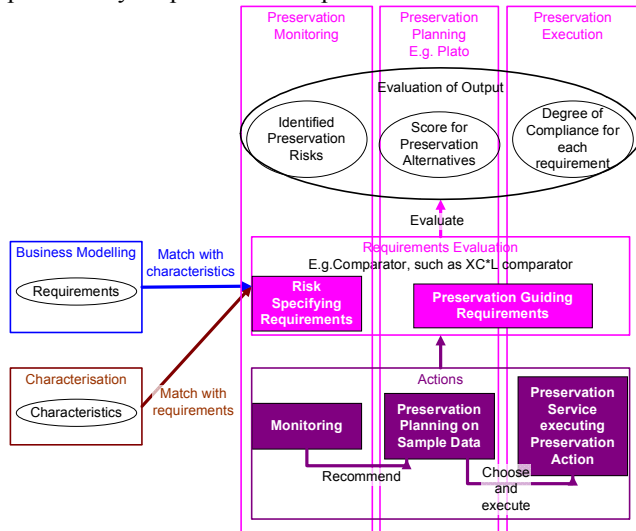 Preservation
Monitoring
Preservation
Planning
E.g. Plato
Preservation
Execution
Evaluation of Output
Identified
Preservation
Risks
Score for
Preservation
Alternatives
Degree of
Compliance for
each
requirement
Evaluate
Business Modelling
Requirements
Match with
characteristics
Requirements Evaluation
E.g.Comparator, such as XC*L comparator
Risk
Specifying
Requirements
Preservation Guiding
Requirements
Characterisation
Characteristics
Match with
requirements
Actions
Monitoring
Preservation
Planning on
Sample Data
Preservation
Service
executing
Preservation
Action
Recommend
Choose
and
execute